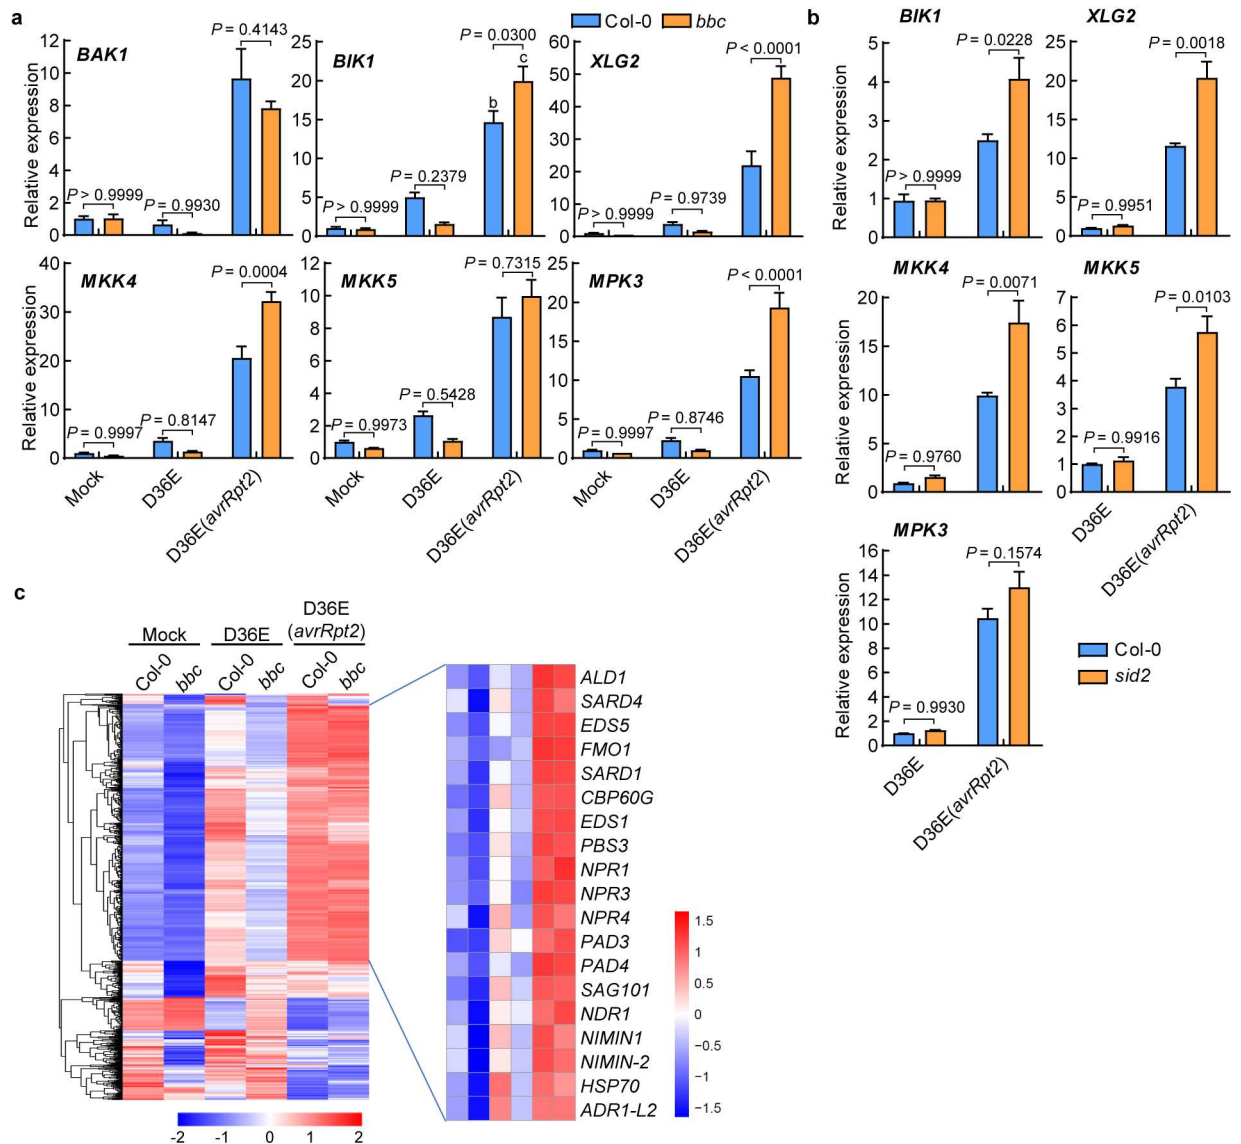 a
Col-0 bbc
BAK1
P = 0.4143
Relative expression
12
10
8
6
4
2
0
P > 0.9999
P = 0.9930
BIK1
P = 0.0300
25
20
15
10
5
0
P > 0.9999
P = 0.2379
b
c
XLG2
P < 0.0001
60
50
40
30
20
10
0
P > 0.9999
P = 0.9739
MKK4
P = 0.0004
Relative expression
40
30
20
10
0
P = 0.9997
P = 0.8147
Mock
D36E
D36E(avrRpt2)
MKK5
P = 0.7315
12
10
8
6
4
2
0
P = 0.9973
P = 0.5428
Mock
D36E
D36E(avrRpt2)
MPK3
P < 0.0001
25
20
15
10
5
0
P = 0.9997
P = 0.8746
Mock
D36E
D36E(avrRpt2)
b
BIK1
P = 0.0228
Relative expression
5
4
3
2
1
0
P > 0.9999
XLG2
P = 0.0018
25
20
15
10
5
0
P = 0.9951
MKK4
P = 0.0071
Relative expression
20
15
10
5
0
P = 0.9760
MKK5
P = 0.0103
7
6
5
4
3
2
1
0
P = 0.9916
D36E
D36E(avrRpt2)
MPK3
P = 0.1574
Relative expression
16
14
12
10
8
6
4
2
0
P = 0.9930
D36E
D36E(avrRpt2)
Col-0
sid2
c
Mock
D36E
D36E
(avrRpt2)
Col-0
bbc
Col-0
bbc
Col-0
bbc
-2 -1 0 1 2
ALD1
SARD4
EDS5
FMO1
SARD1
CBP60G
EDS1
PBS3
NPR1
NPR3
NPR4
PAD3
PAD4
SAG101
NDR1
NIMIN1
NIMIN-2
HSP70
ADR1-L2
1.5
1
0.5
0
−0.5
−1
−1.5